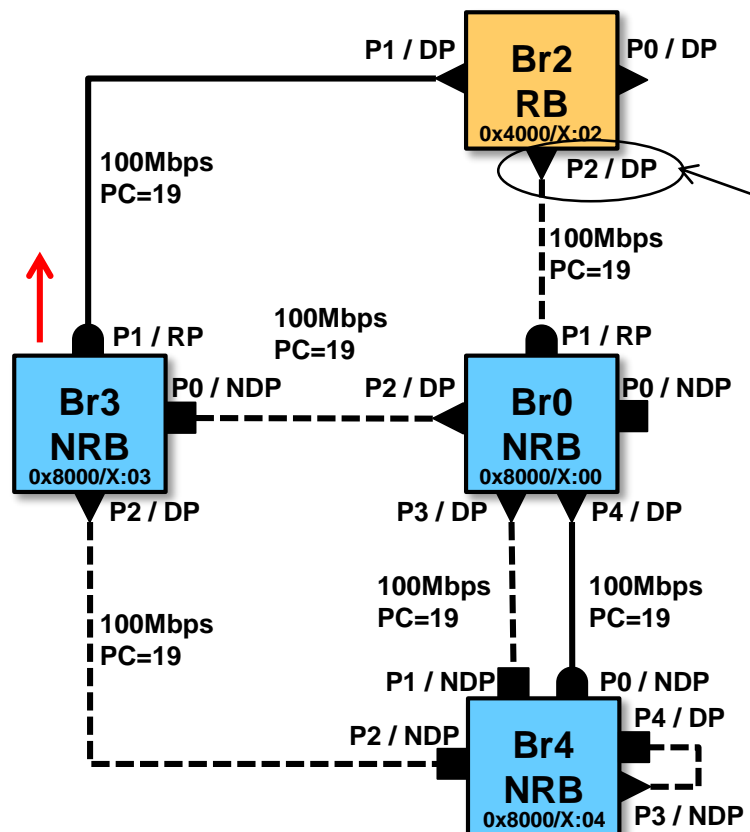 P1 / DP
Br2
RB
0x4000/X:02
P0 / DP
P2 / DP
100Mbps
PC=19
100Mbps
PC=19
P1 / RP
100Mbps
PC=19
P1 / RP
Br3
NRB
0x8000/X:03
P0 / NDP
P2 / DP
Br0
NRB
0x8000/X:00
P0 / NDP
P2 / DP
P3 / DP
P4 / DP
100Mbps
PC=19
100Mbps
PC=19
100Mbps
PC=19
P1 / NDP
P0 / NDP
P2 / NDP
Br4
NRB
0x8000/X:04
P4 / DP
P3 / NDP